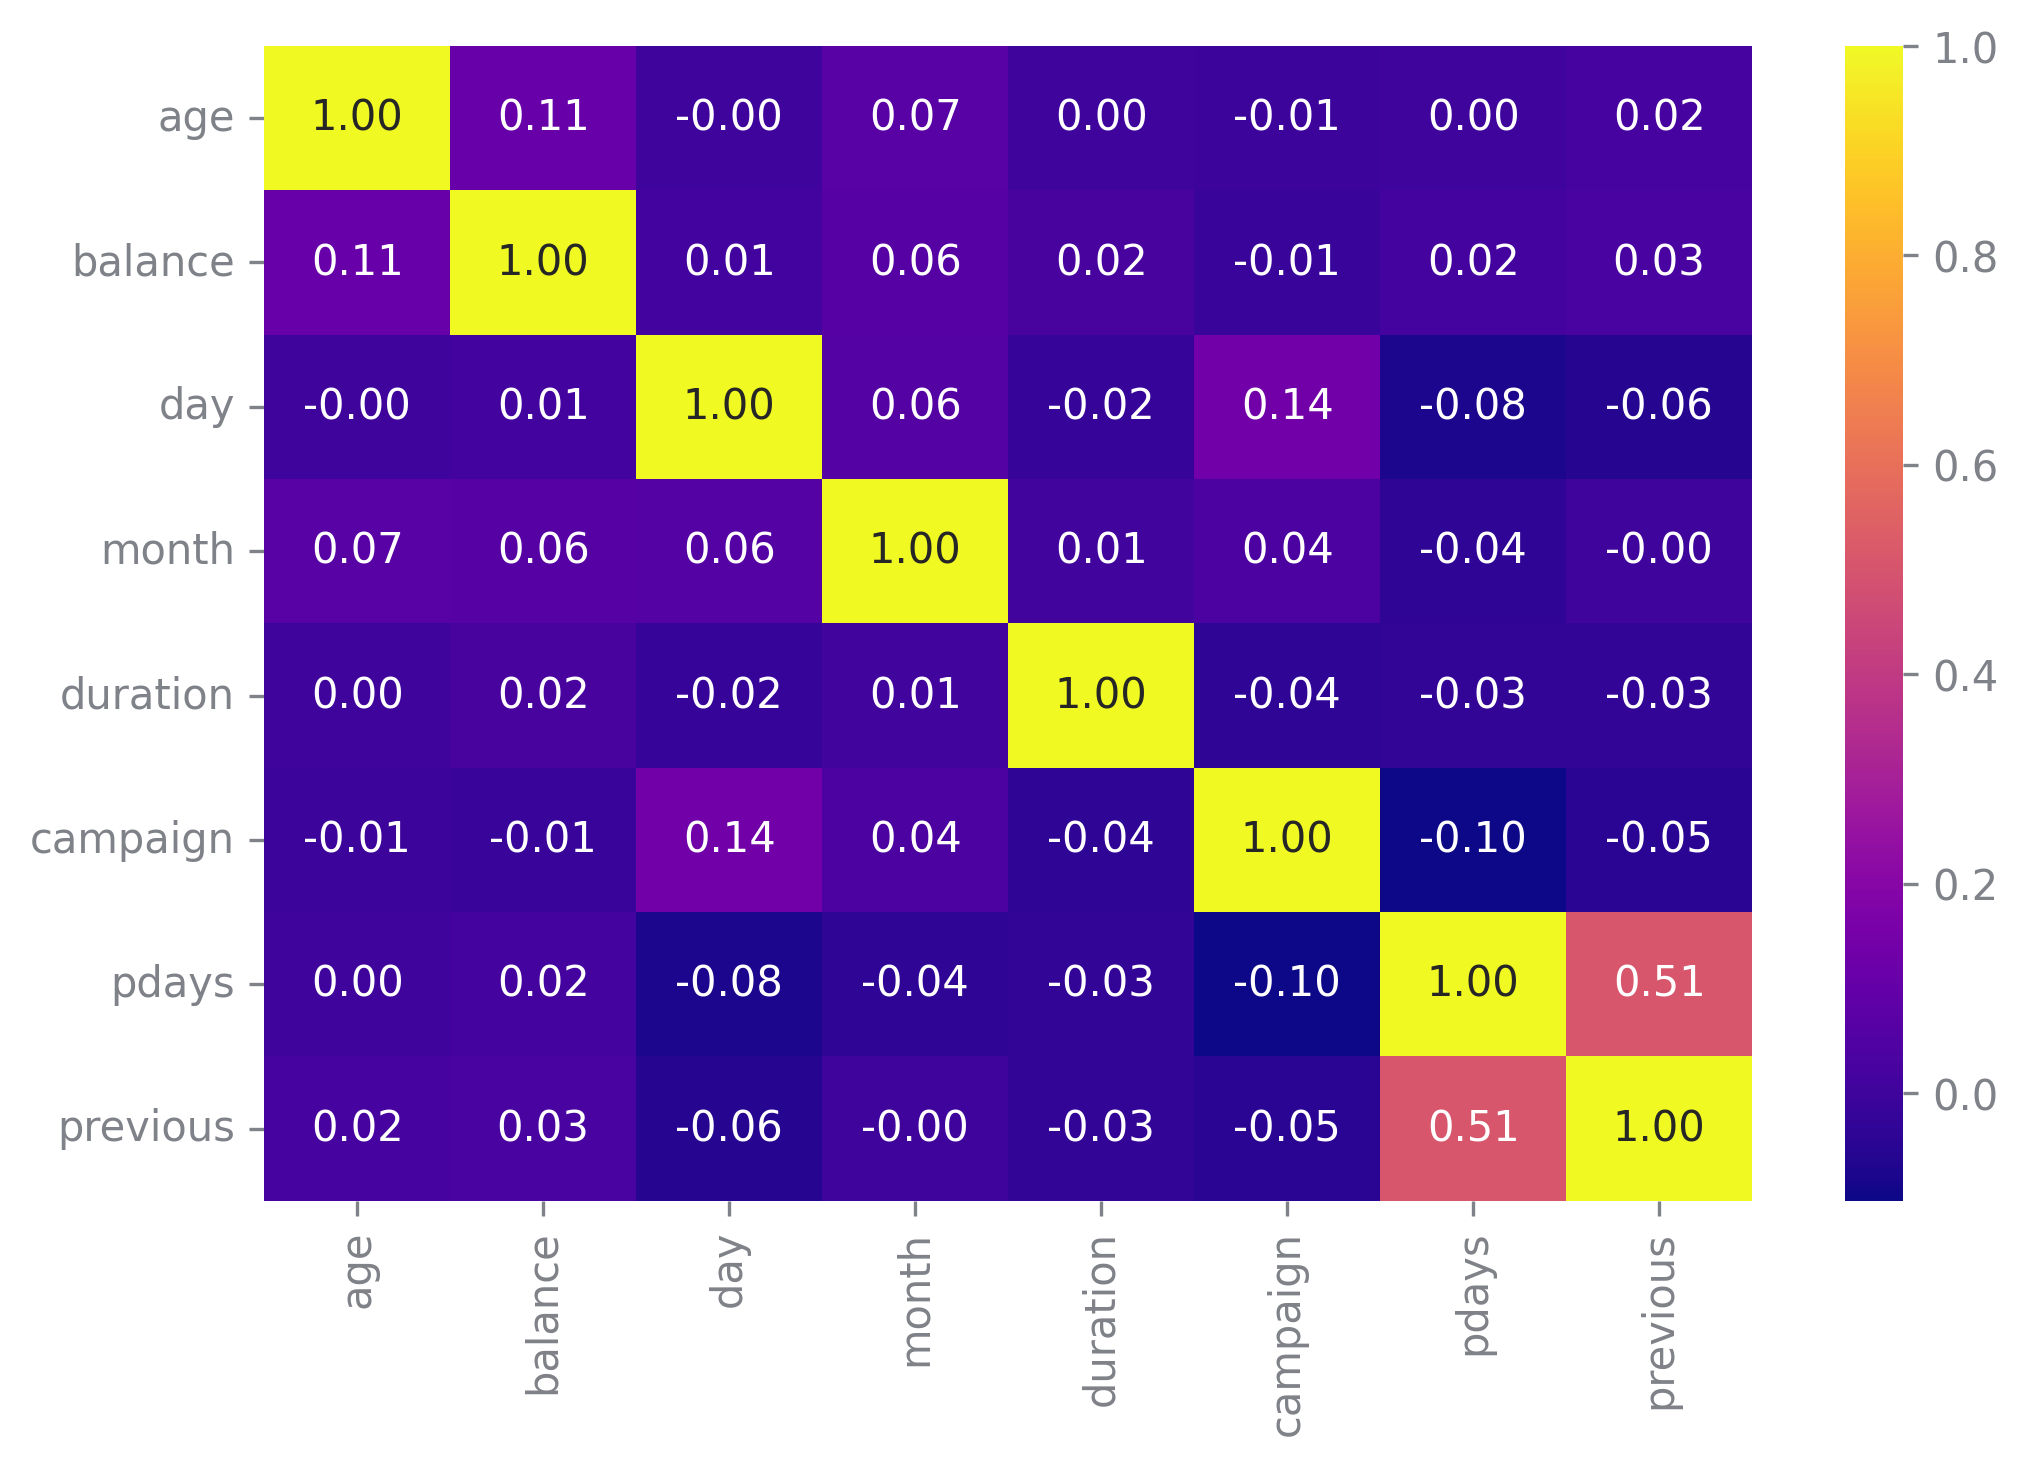 age 1.00 0.11 -0.00 0.07 0.00 -0.01 0.00 0.02
balance 0.11 1.00 0.01 0.06 0.02 -0.01 0.02 0.03
day -0.00 0.01 1.00 0.06 -0.02 0.14 -0.08 -0.06
month 0.07 0.06 0.06 1.00 0.01 0.04 -0.04 -0.00
duration 0.00 0.02 -0.02 0.01 1.00 -0.04 -0.03 -0.03
campaign -0.01 -0.01 0.14 0.04 -0.04 1.00 -0.10 -0.05
pdays 0.00 0.02 -0.08 -0.04 -0.03 -0.10 1.00 0.51
previous 0.02 0.03 -0.06 -0.00 -0.03 -0.05 0.51 1.00
age balance day month duration campaign pdays previous
1.0
0.8
0.6
0.4
0.2
0.0